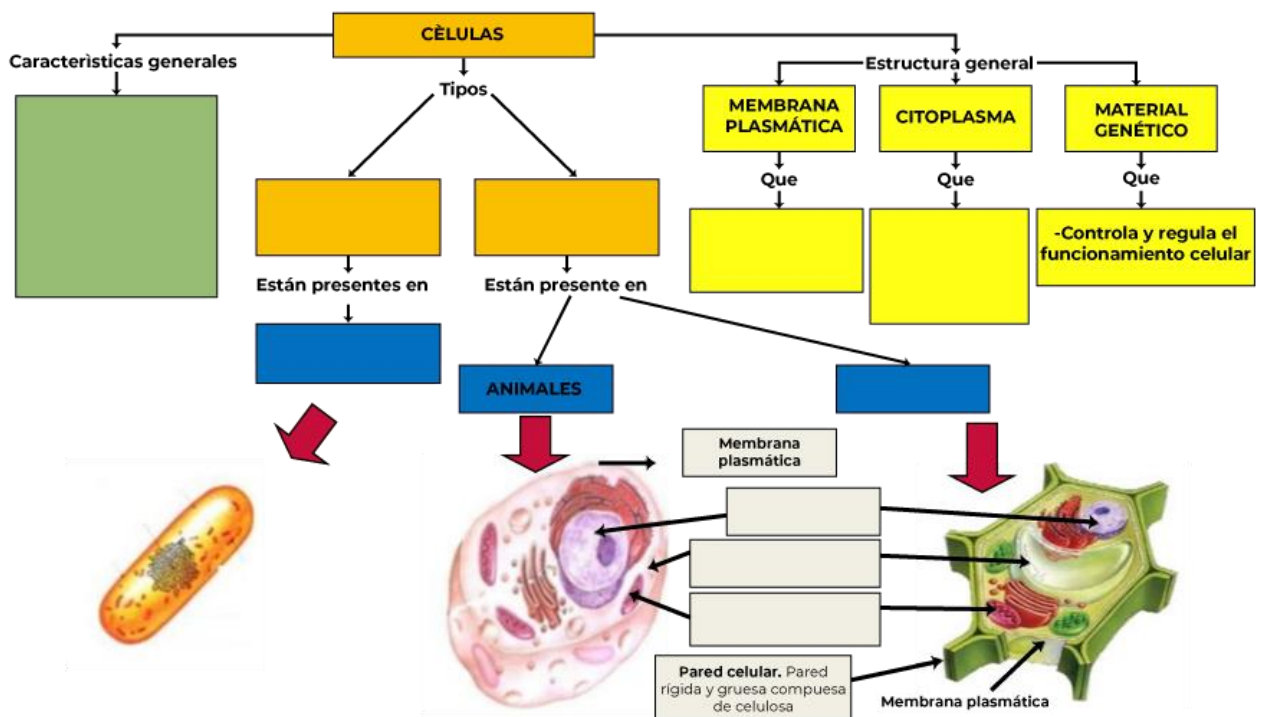 CÈLULAS
Caracterìsticas generales
Tipos
Estructura general
MEMBRANA
PLASMÁTICA
CITOPLASMA
MATERIAL
GENÉTICO
Que
Que
Que
-Controla y regula el
funcionamiento celular
Están presentes en
Están presente en
ANIMALES
Membrana
plasmática
Pared celular. Pared
rígida y gruesa compuesa
de celulosa
Membrana plasmática